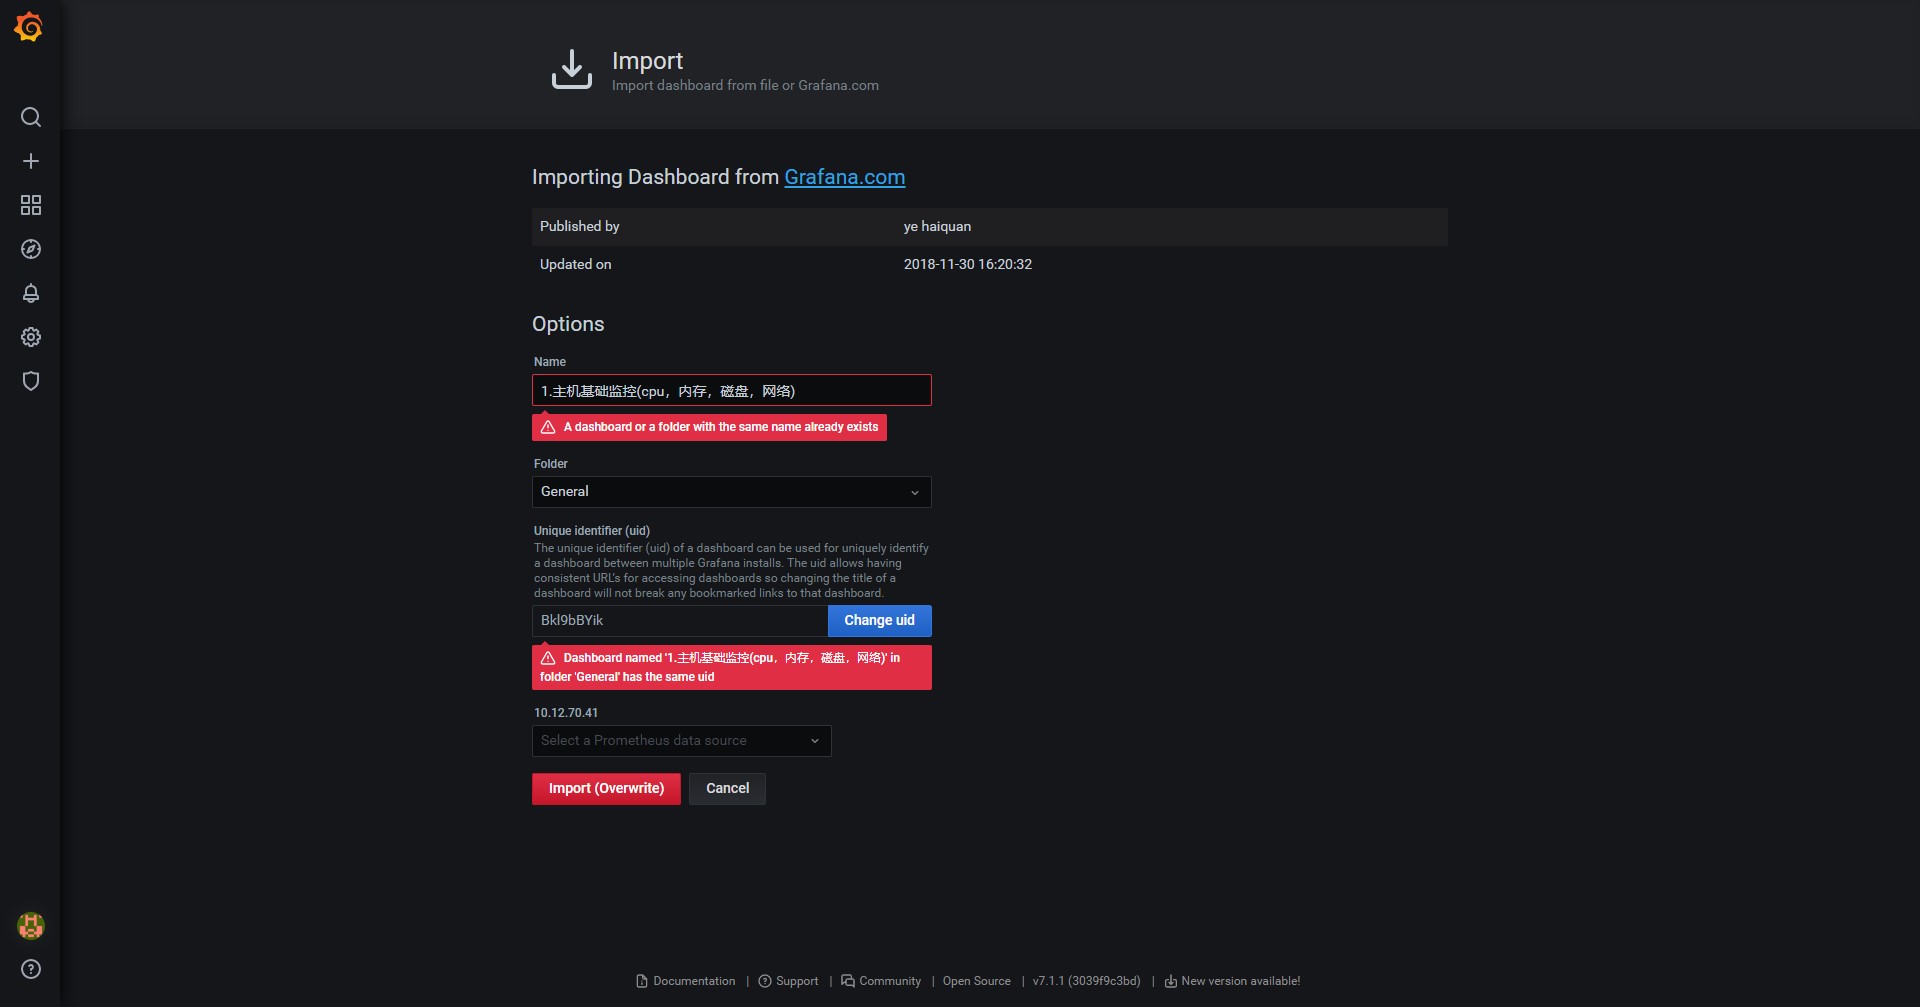 Import
Import dashboard from file or Grafana.com
Importing Dashboard from Grafana.com
Published by ye haiquan
Updated on 2018-11-30 16:20:32
Options
Name
1.主机基础监控(cpu，内存，磁盘，网络)
A dashboard or a folder with the same name already exists
Folder
General
Unique identifier (uid)
The unique identifier (uid) of a dashboard can be used for uniquely identify
a dashboard between multiple Grafana installs. The uid allows having
consistent URL's for accessing dashboards so changing the title of a
dashboard will not break any bookmarked links to that dashboard.
Bkl9bBYik Change uid
Dashboard named '1.主机基础监控(cpu，内存，磁盘，网络)' in
folder 'General' has the same uid
10.12.70.41
Select a Prometheus data source
Import (Overwrite) Cancel
Documentation | Support | Community | Open Source | v7.1.1 (3039f9c3bd) | New version available!